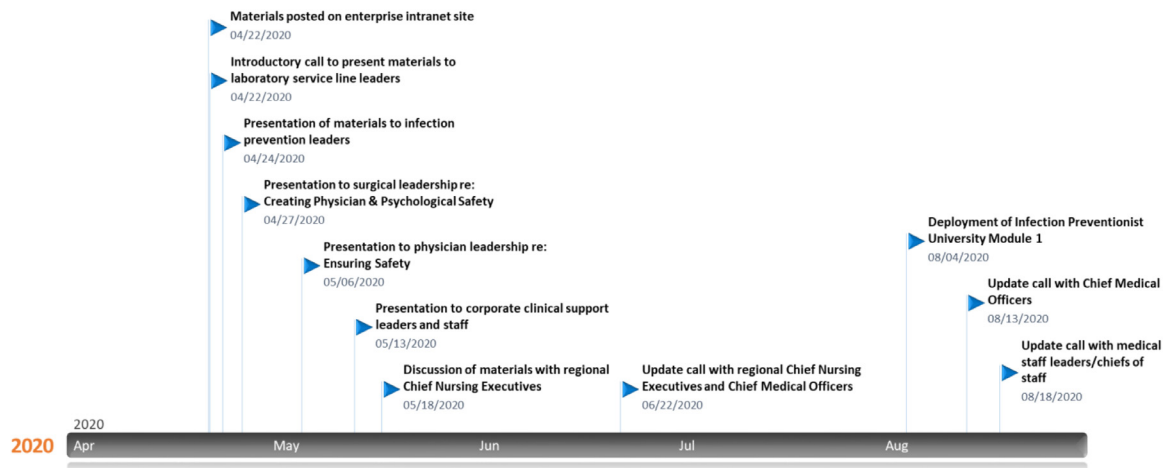 Materials posted on enterprise intranet site
04/22/2020
Introductory call to present materials to
laboratory service line leaders
04/22/2020
Presentation of materials to infection
prevention leaders
04/24/2020
Presentation to surgical leadership re:
Creating Physician & Psychological Safety
04/27/2020
Presentation to physician leadership re:
Ensuring Safety
05/06/2020
Presentation to corporate clinical support
leaders and staff
05/13/2020
Discussion of materials with regional
Chief Nursing Executives
05/18/2020
Update call with regional Chief Nursing
Executives and Chief Medical Officers
06/22/2020
Deployment of Infection Preventionist
University Module 1
08/04/2020
Update call with Chief Medical
Officers
08/13/2020
Update call with medical
staff leaders/chiefs of
staff
08/18/2020
2020
2020 Apr May Jun Jul Aug